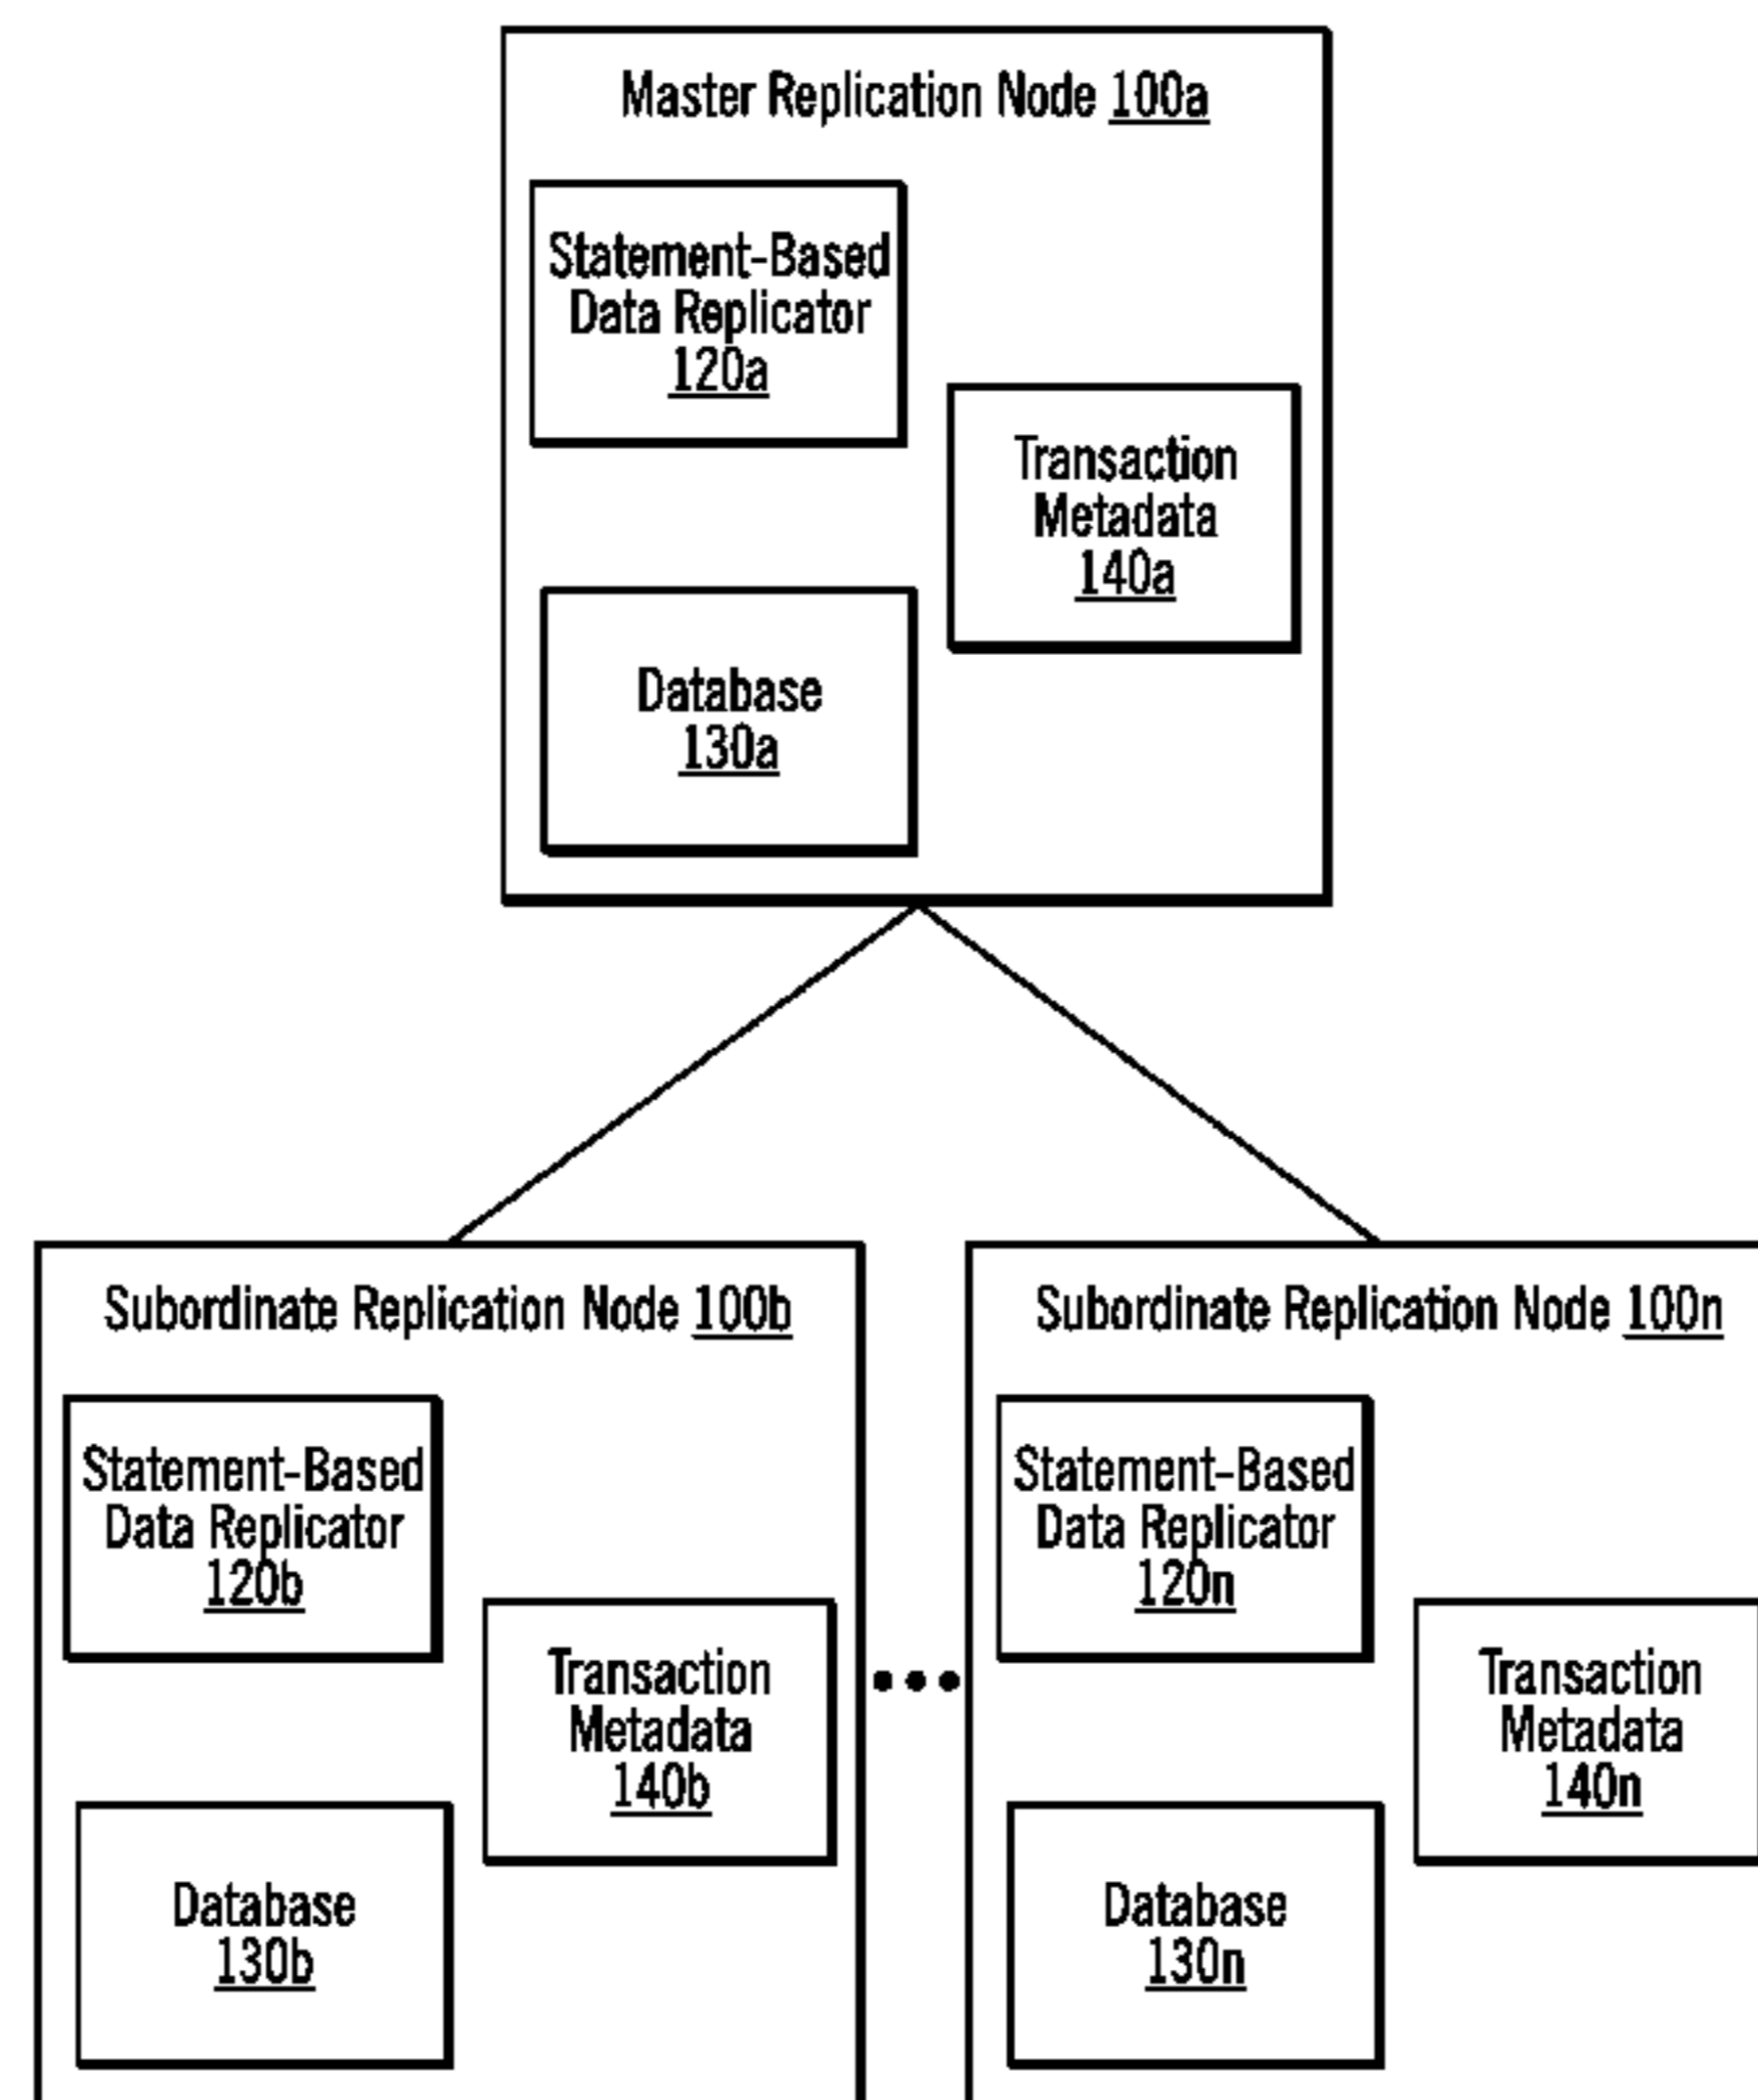 Master Replication Node 100a
Statement-Based
Data Replicator
120a
Transaction
Metadata
140a
Database
130a
Subordinate Replication Node 100b
Statement-Based
Data Replicator
120b
Transaction
Metadata
140b
Database
130b
Subordinate Replication Node 100n
Statement-Based
Data Replicator
120n
Transaction
Metadata
140n
Database
130n